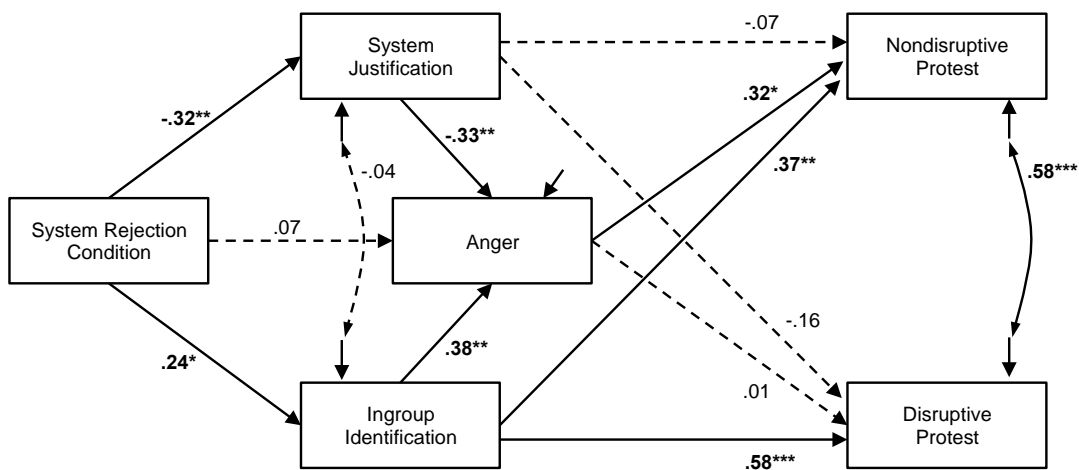 System
Justification
-.07
Nondisruptive
Protest
.32*
-.32**
-.33**
.37**
-.04
.58***
System Rejection
Condition
.07
Anger
-.16
.38**
.24*
.01
Ingroup
Identification
Disruptive
Protest
.58***